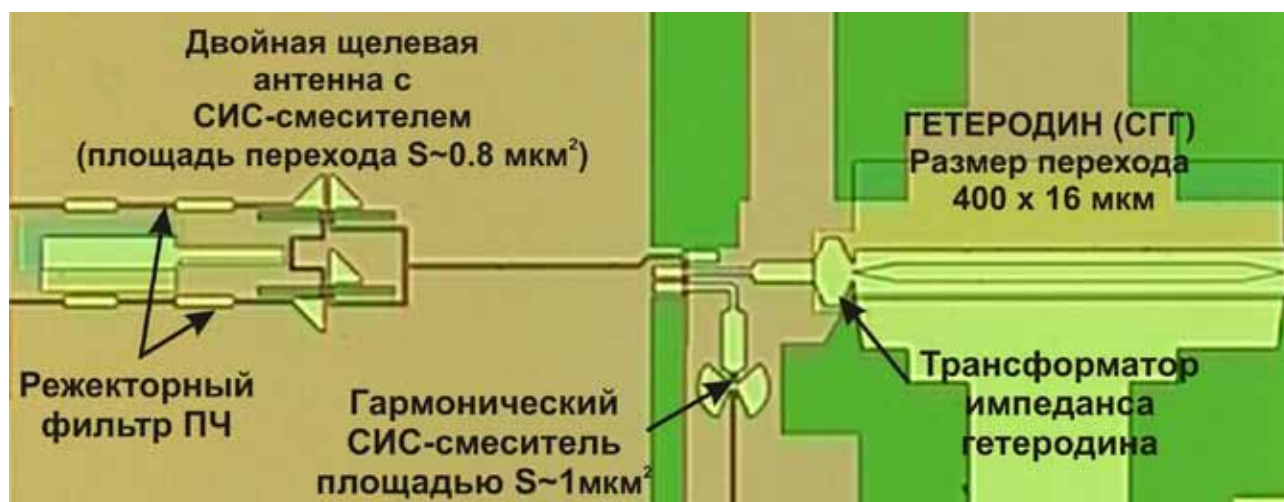 Двойная щелевая
антенна с
СИС-смесителем
(площадь перехода S~0.8 мкм²)
ГЕТЕРОДИН (СГГ)
Размер перехода
400 x 16 мкм
Режекторный
фильтр ПЧ
Гармонический
СИС-смеситель
площадью S~1мкм²
Трансформатор
импеданса
гетеродина